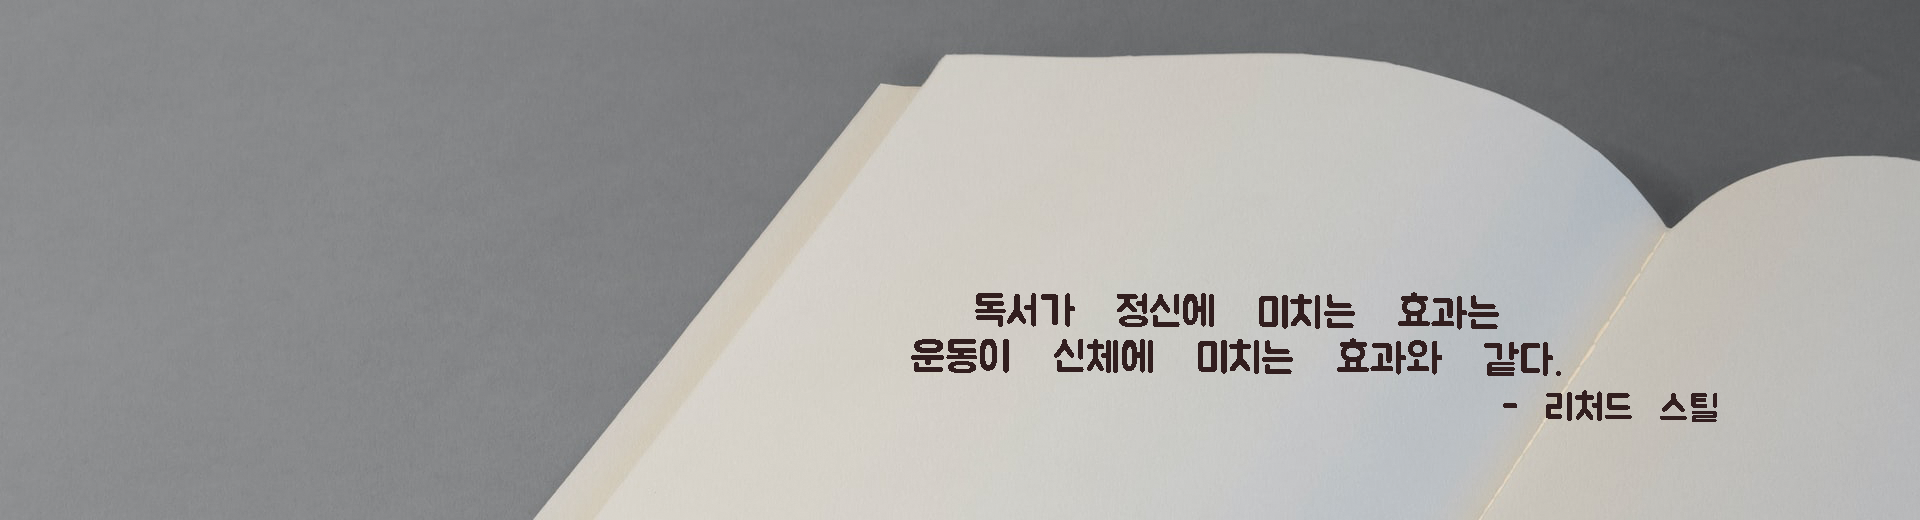 독서가 정신에 미치는 효과는
운동이 신체에 미치는 효과와 같다.
- 리처드 스틸